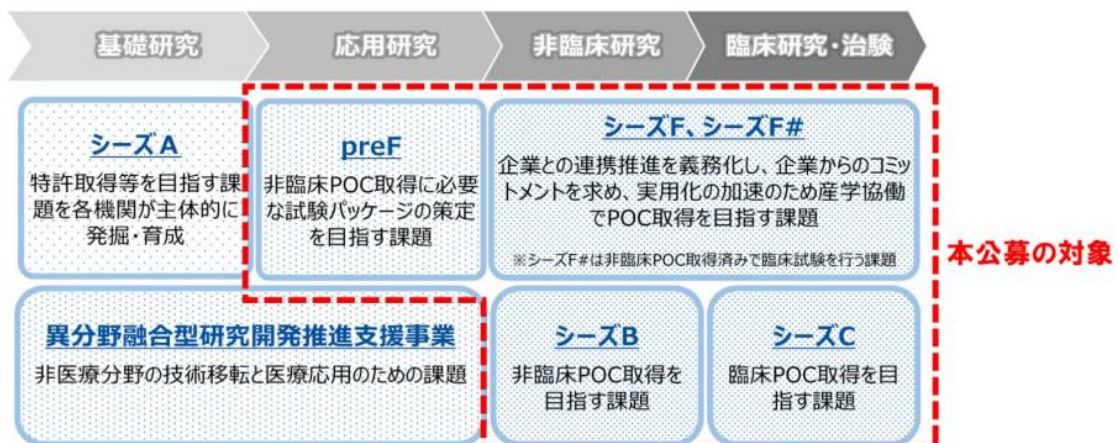 基礎研究
応用研究
非臨床研究
臨床研究・治験
シーズA
特許取得等を目指す課
題を各機関が主体的に
発掘・育成
preF
非臨床POC取得に必要
な試験パッケージの策定
を目指す課題
シーズF、シーズF#
企業との連携推進を義務化し、企業からのコミッ
トメントを求め、実用化の加速のため産学協働
でPOC取得を目指す課題
※シーズF#は非臨床POC取得済みで臨床試験を行う課題
本公募の対象
異分野融合型研究開発推進支援事業
非医療分野の技術移転と医療応用のための課題
シーズB
非臨床POC取得を
目指す課題
シーズC
臨床POC取得を目
指す課題